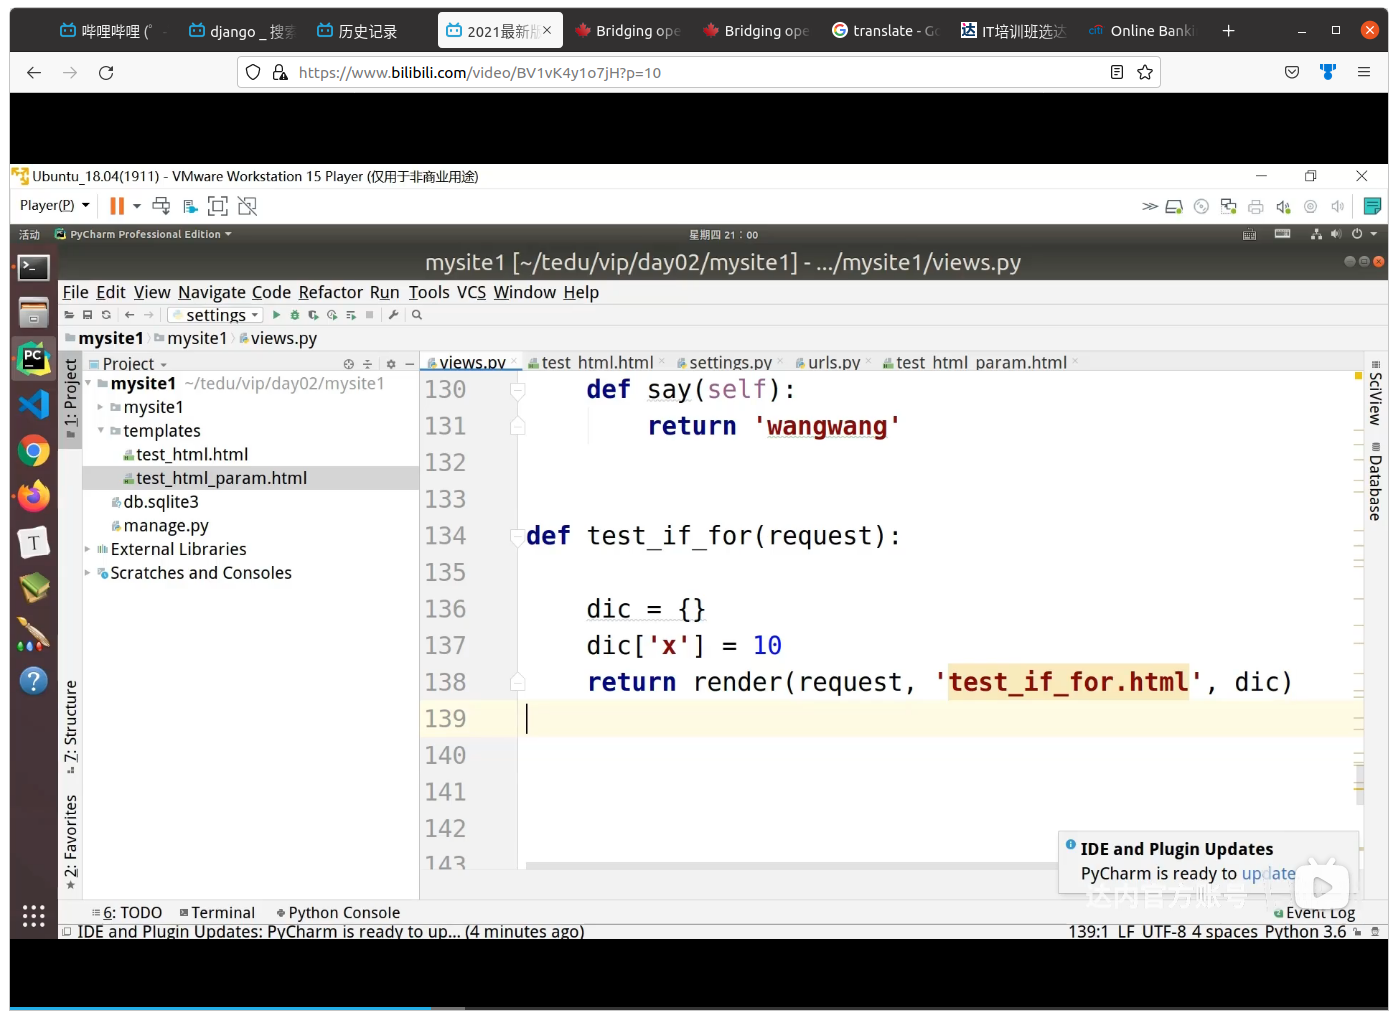 哔哩哔哩 (゜
django _ 搜索
历史记录
2021最新版
Bridging ope
Bridging ope
translate - Go
IT培训班选达
Online Banki
https://www.bilibili.com/video/BV1vK4y1o7jH?p=10
Ubuntu_18.04(1911) - VMware Workstation 15 Player (仅用于非商业用途)
Player(P)
活动 PyCharm Professional Edition 星期四 21：00
mysite1 [~/tedu/vip/day02/mysite1] - .../mysite1/views.py
File Edit View Navigate Code Refactor Run Tools VCS Window Help
settings
mysite1 mysite1 views.py
Project
views.py test_html.html settings.py urls.py test_html_param.html
1: Project
mysite1 ~/tedu/vip/day02/mysite1
mysite1
templates
test_html.html
test_html_param.html
db.sqlite3
manage.py
External Libraries
Scratches and Consoles
7: Structure
2: Favorites
130 def say(self):
131 return 'wangwang'
132
133
134 def test_if_for(request):
135
136 dic = {}
137 dic['x'] = 10
138 return render(request, 'test_if_for.html', dic)
139
140
141
142
143
SciView
Database
IDE and Plugin Updates
PyCharm is ready to update
达内官方账号
6: TODO Terminal Python Console Event Log
IDE and Plugin Updates: PyCharm is ready to up... (4 minutes ago) 139:1 LF UTF-8 4 spaces Python 3.6